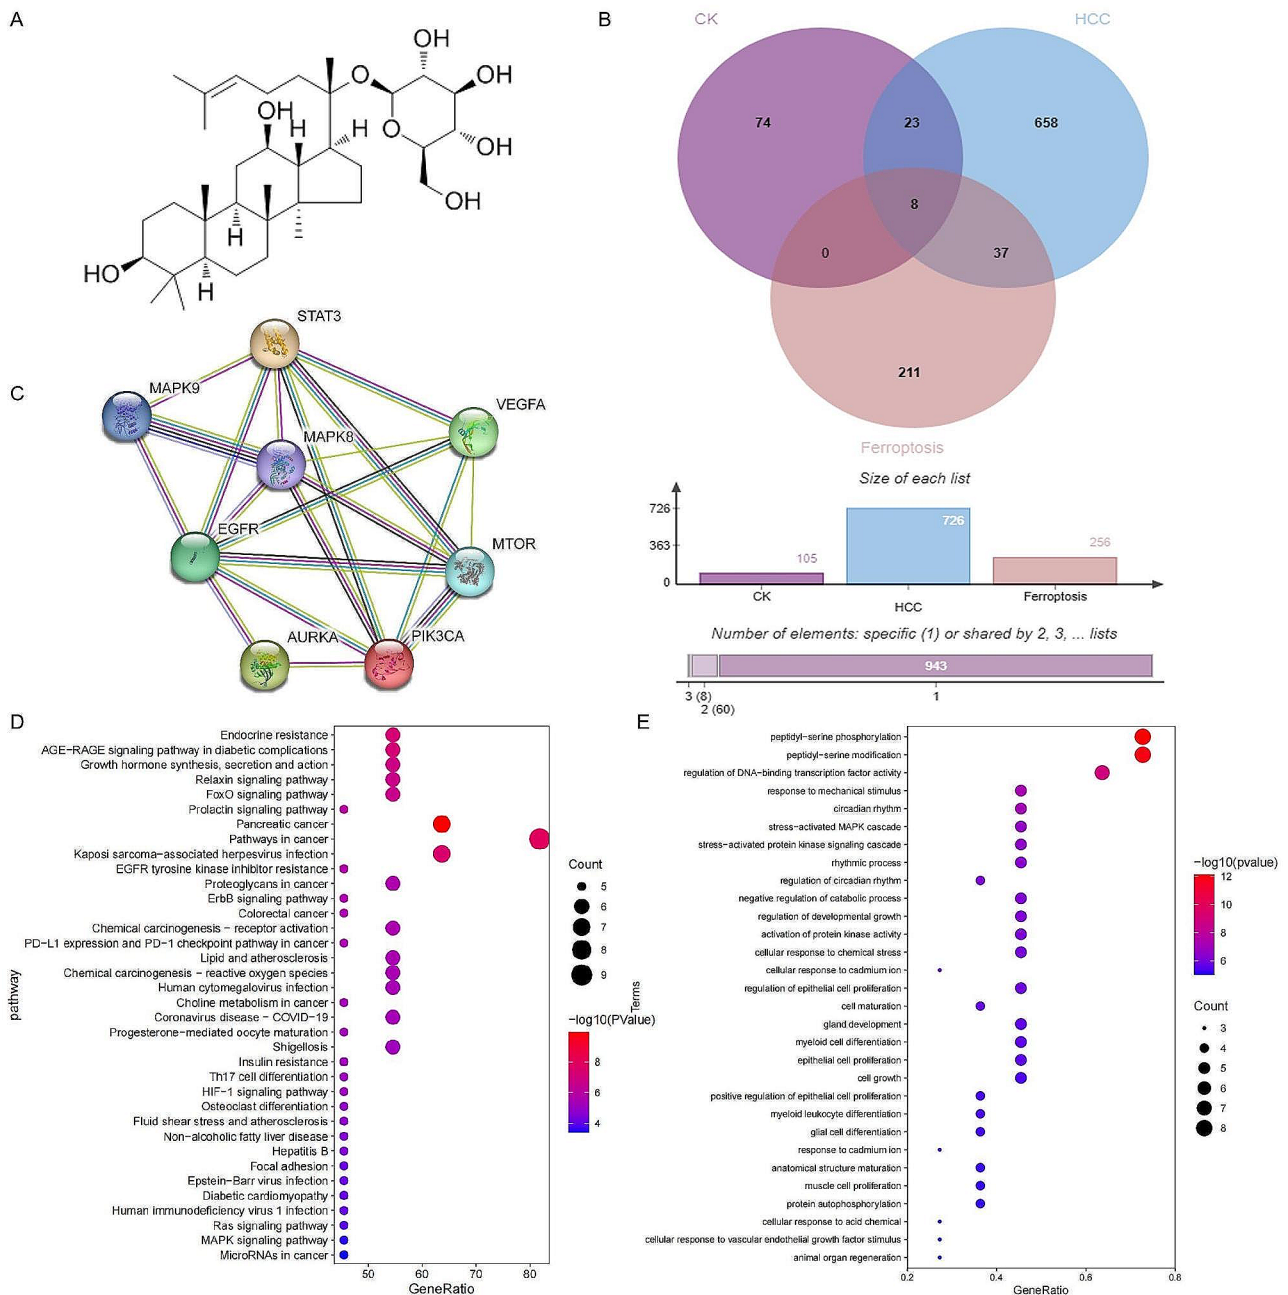 A
OH
OH
O
OH
H
H
O
OH
OH
H
HO
H
B
CK
HCC
74
23
658
8
0
37
211
Ferroptosis
Size of each list
726
363
0
105
726
256
CK
HCC
Ferroptosis
Number of elements: specific (1) or shared by 2, 3, ... lists
943
3 (8)
2 (60)
1
C
STAT3
MAPK9
VEGFA
MAPK8
EGFR
MTOR
AURKA
PIK3CA
D
pathway
Endocrine resistance
AGE−RAGE signaling pathway in diabetic complications
Growth hormone synthesis, secretion and action
Relaxin signaling pathway
FoxO signaling pathway
Prolactin signaling pathway
Pancreatic cancer
Pathways in cancer
Kaposi sarcoma−associated herpesvirus infection
EGFR tyrosine kinase inhibitor resistance
Proteoglycans in cancer
ErbB signaling pathway
Colorectal cancer
Chemical carcinogenesis − receptor activation
PD−L1 expression and PD−1 checkpoint pathway in cancer
Lipid and atherosclerosis
Chemical carcinogenesis − reactive oxygen species
Human cytomegalovirus infection
Choline metabolism in cancer
Coronavirus disease − COVID−19
Progesterone−mediated oocyte maturation
Shigellosis
Insulin resistance
Th17 cell differentiation
HIF−1 signaling pathway
Osteoclast differentiation
Fluid shear stress and atherosclerosis
Non−alcoholic fatty liver disease
Hepatitis B
Focal adhesion
Epstein−Barr virus infection
Diabetic cardiomyopathy
Human immunodeficiency virus 1 infection
Ras signaling pathway
MAPK signaling pathway
MicroRNAs in cancer
50 60 70 80
GeneRatio
Count
5
6
7
8
9
−log10(PValue)
8
6
4
E
Terms
peptidyl−serine phosphorylation
peptidyl−serine modification
regulation of DNA−binding transcription factor activity
response to mechanical stimulus
circadian rhythm
stress−activated MAPK cascade
stress−activated protein kinase signaling cascade
rhythmic process
regulation of circadian rhythm
negative regulation of catabolic process
regulation of developmental growth
activation of protein kinase activity
cellular response to chemical stress
cellular response to cadmium ion
regulation of epithelial cell proliferation
cell maturation
gland development
myeloid cell differentiation
epithelial cell proliferation
cell growth
positive regulation of epithelial cell proliferation
myeloid leukocyte differentiation
glial cell differentiation
response to cadmium ion
anatomical structure maturation
muscle cell proliferation
protein autophosphorylation
cellular response to acid chemical
cellular response to vascular endothelial growth factor stimulus
animal organ regeneration
0.2 0.4 0.6 0.8
GeneRatio
−log10(pvalue)
12
10
8
6
Count
3
4
5
6
7
8